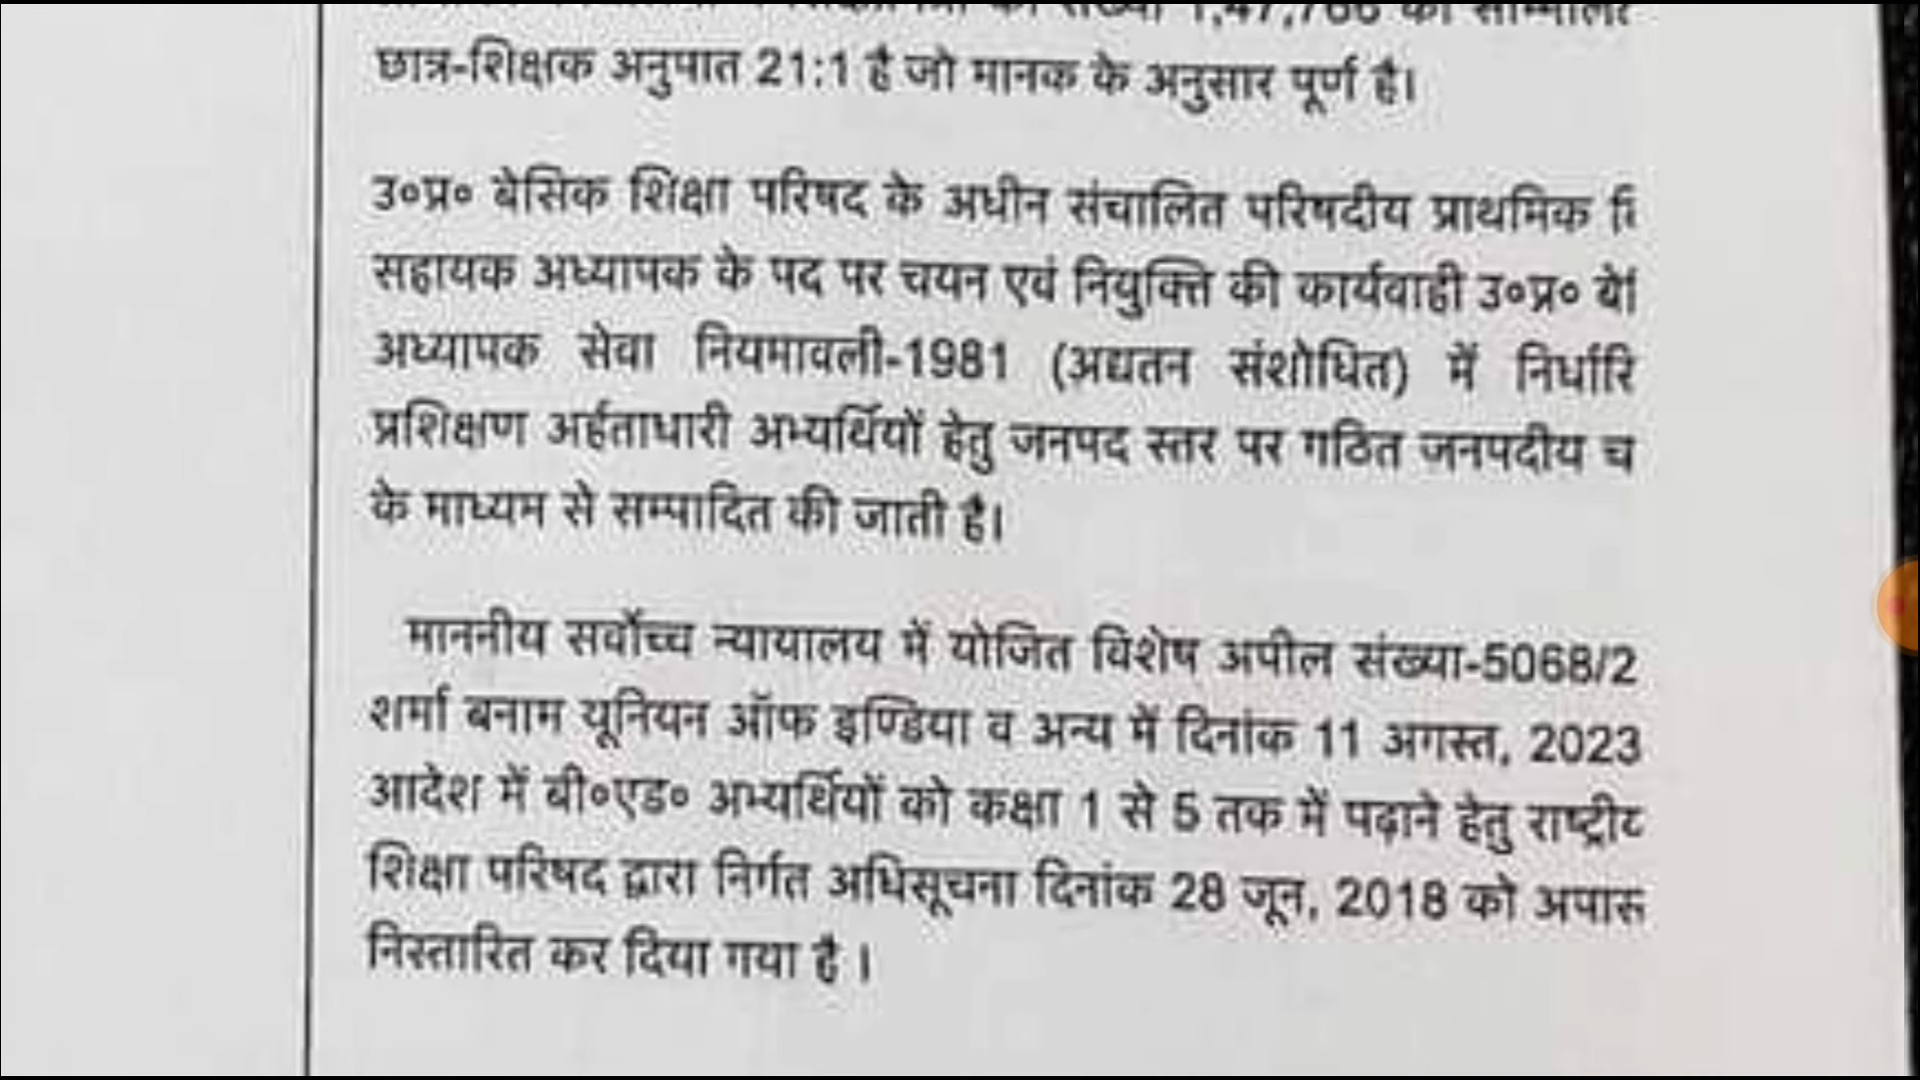 संख्या 1,47,766 को
छात्र-शिक्षक अनुपात 21:1 है जो मानक के अनुसार पूर्ण है।
उ०प्र० बेसिक शिक्षा परिषद के अधीन संचालित परिषदीय प्राथमिक
सहायक अध्यापक के पद पर चयन एवं नियुक्ति की कार्यवाही उ०प्र० बे
अध्यापक सेवा नियमावली-1981 (अद्यतन संशोधित) में निर्धारि
प्रशिक्षण अर्हताधारी अभ्यर्थियों हेतु जनपद स्तर पर गठित जनपदीय च
के माध्यम से सम्पादित की जाती है।
माननीय सर्वोच्च न्यायालय में योजित विशेष अपील संख्या-5068/2
शर्मा बनाम यूनियन ऑफ इण्डिया व अन्य में दिनांक 11 अगस्त, 2023
आदेश में बी०एड० अभ्यर्थियों को कक्षा 1 से 5 तक में पढ़ाने हेतु राष्ट्रीय
शिक्षा परिषद द्वारा निर्गत अधिसूचना दिनांक 28 जून, 2018 को अपास
निस्तारित कर दिया गया है ।